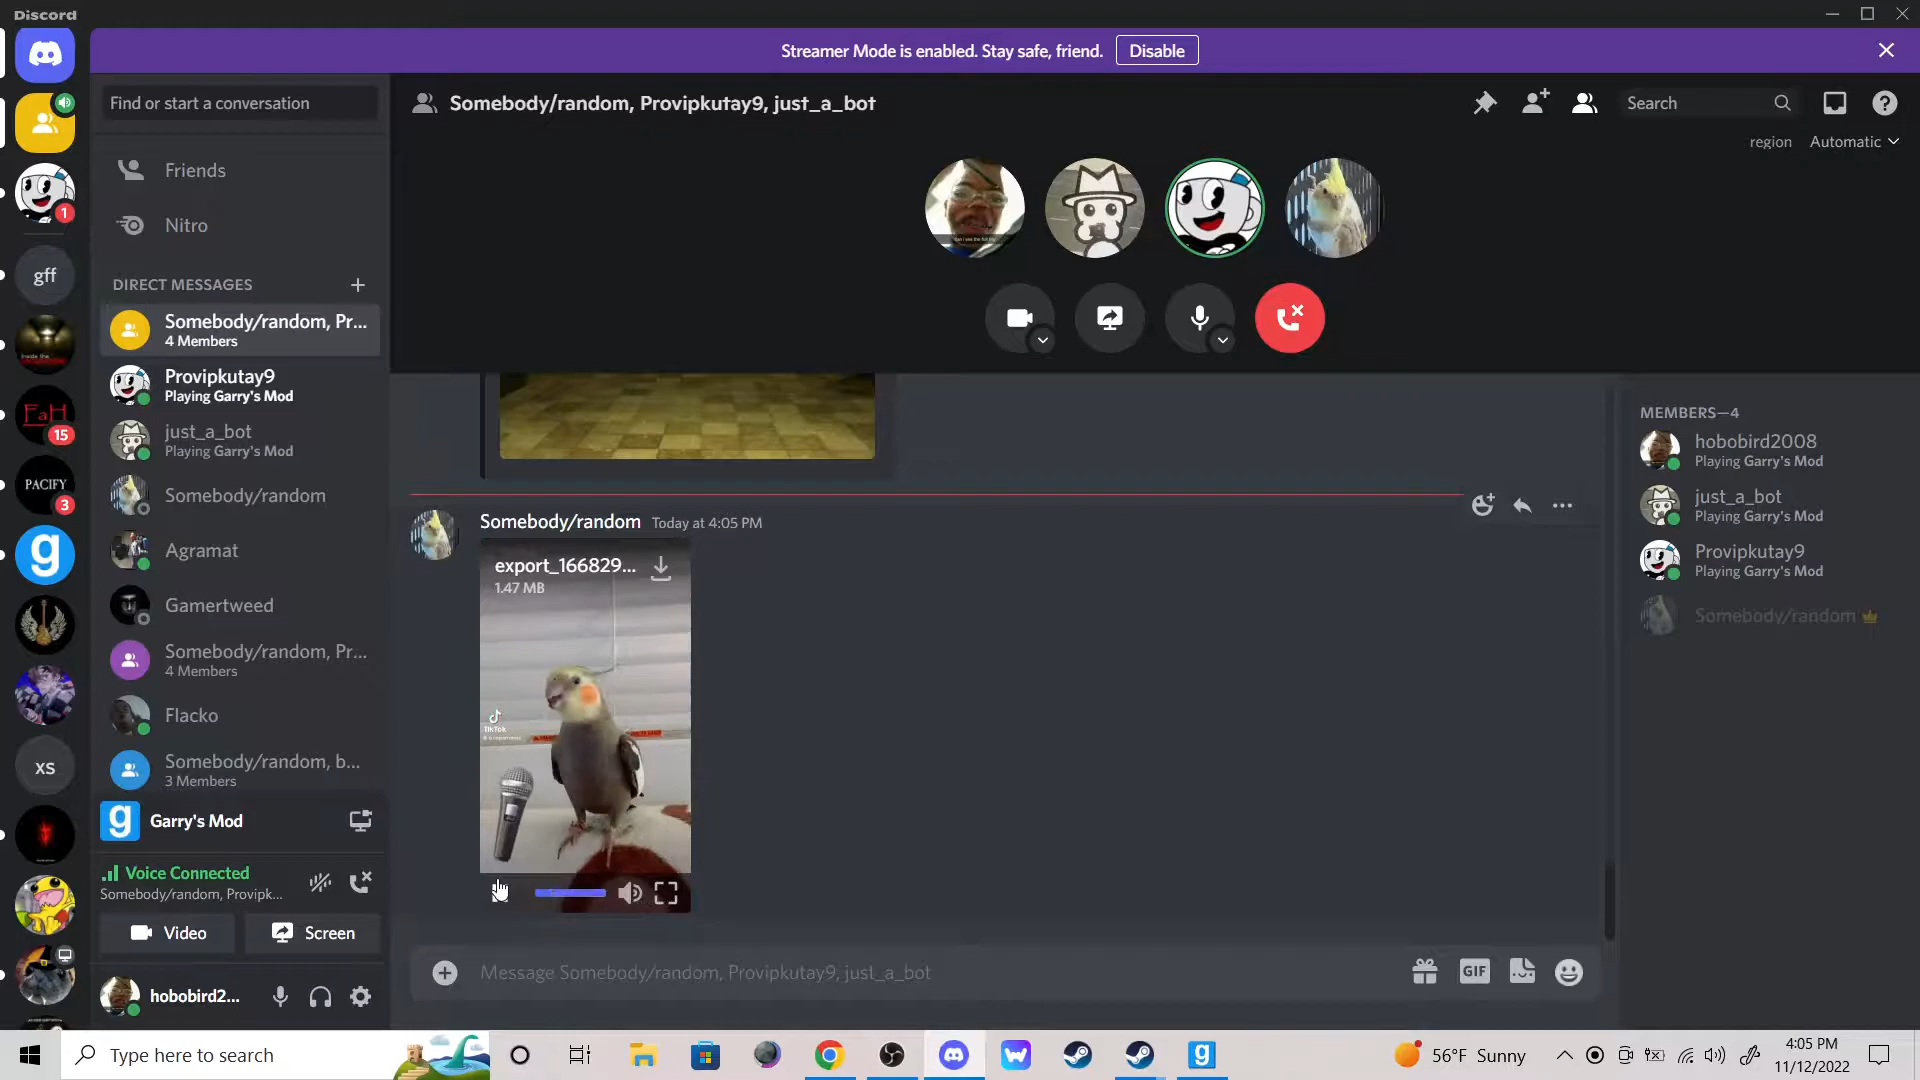 Discord
Streamer Mode is enabled. Stay safe, friend.
Disable
Find or start a conversation
Somebody/random, Provipkutay9, just_a_bot
Search
region
Automatic
Friends
Nitro
1
gff
DIRECT MESSAGES
Somebody/random, Pr...
4 Members
Provipkutay9
Playing Garry's Mod
just_a_bot
Playing Garry's Mod
Somebody/random
Agramat
Gamertweed
Somebody/random, Pr...
4 Members
Flacko
Somebody/random, b...
3 Members
FaH
15
PACIFY
3
g
XS
g
Garry's Mod
Voice Connected
Somebody/random, Provipk...
Video
Screen
hobobird2...
Somebody/random
Today at 4:05 PM
export_166829...
1.47 MB
TikTok
Message Somebody/random, Provipkutay9, just_a_bot
GIF
MEMBERS—4
hobobird2008
Playing Garry's Mod
just_a_bot
Playing Garry's Mod
Provipkutay9
Playing Garry's Mod
Somebody/random
Type here to search
g
56°F Sunny
4:05 PM
11/12/2022